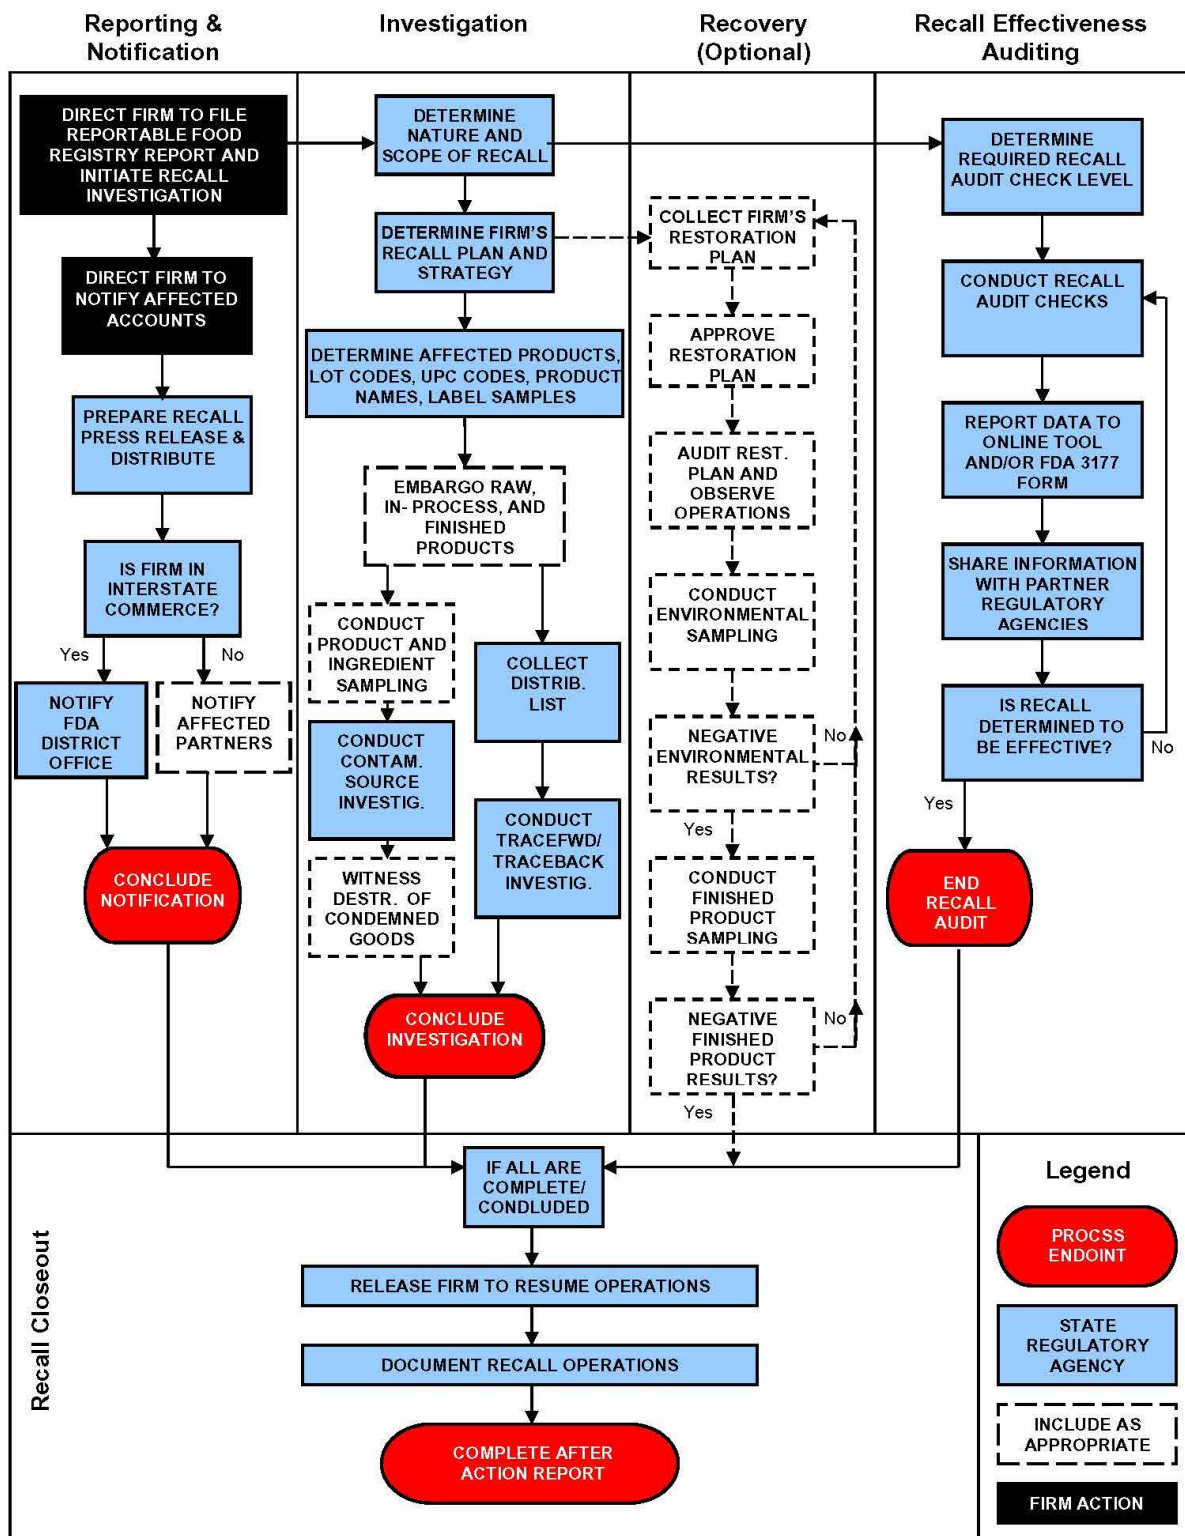 Reporting &
Notification
Investigation
Recovery
(Optional)
Recall Effectiveness
Auditing
DIRECT FIRM TO FILE
REPORTABLE FOOD
REGISTRY REPORT AND
INITIATE RECALL
INVESTIGATION
DIRECT FIRM TO
NOTIFY AFFECTED
ACCOUNTS
PREPARE RECALL
PRESS RELEASE &
DISTRIBUTE
IS FIRM IN
INTERSTATE
COMMERCE?
Yes
No
NOTIFY
FDA
DISTRICT
OFFICE
NOTIFY
AFFECTED
PARTNERS
CONCLUDE
NOTIFICATION
DETERMINE
NATURE AND
SCOPE OF RECALL
DETERMINE FIRM'S
RECALL PLAN AND
STRATEGY
DETERMINE AFFECTED PRODUCTS,
LOT CODES, UPC CODES, PRODUCT
NAMES, LABEL SAMPLES
EMBARGO RAW,
IN- PROCESS, AND
FINISHED
PRODUCTS
CONDUCT
PRODUCT AND
INGREDIENT
SAMPLING
CONDUCT
CONTAM.
SOURCE
INVESTIG.
WITNESS
DESTR. OF
CONDEMNED
GOODS
COLLECT
DISTRIB.
LIST
CONDUCT
TRACEFWD/
TRACEBACK
INVESTIG.
CONCLUDE
INVESTIGATION
COLLECT FIRM'S
RESTORATION
PLAN
APPROVE
RESTORATION
PLAN
AUDIT REST.
PLAN AND
OBSERVE
OPERATIONS
CONDUCT
ENVIRONMENTAL
SAMPLING
NEGATIVE
ENVIRONMENTAL
RESULTS?
No
Yes
CONDUCT
FINISHED
PRODUCT
SAMPLING
NEGATIVE
FINISHED
PRODUCT
RESULTS?
No
Yes
DETERMINE
REQUIRED RECALL
AUDIT CHECK LEVEL
CONDUCT RECALL
AUDIT CHECKS
REPORT DATA TO
ONLINE TOOL
AND/OR FDA 3177
FORM
SHARE INFORMATION
WITH PARTNER
REGULATORY
AGENCIES
IS RECALL
DETERMINED TO
BE EFFECTIVE?
No
Yes
END
RECALL
AUDIT
Recall Closeout
IF ALL ARE
COMPLETE/
CONDLUDED
RELEASE FIRM TO RESUME OPERATIONS
DOCUMENT RECALL OPERATIONS
COMPLETE AFTER
ACTION REPORT
Legend
PROCSS
ENDOINT
STATE
REGULATORY
AGENCY
INCLUDE AS
APPROPRIATE
FIRM ACTION